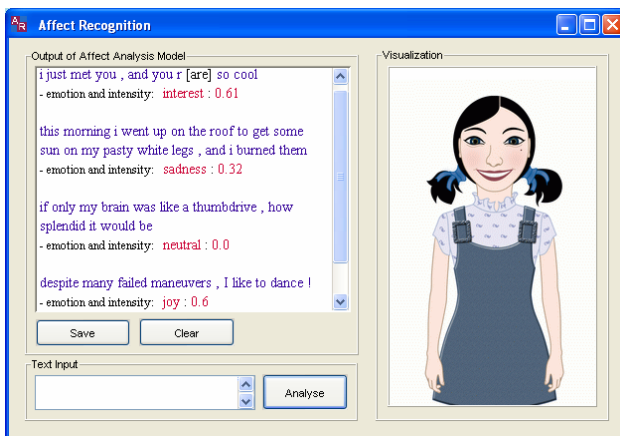 AR Affect Recognition
Output of Affect Analysis Model
Visualization
i just met you , and you r [are] so cool
- emotion and intensity: interest : 0.61
this morning i went up on the roof to get some
sun on my pasty white legs , and i burned them
- emotion and intensity: sadness : 0.32
if only my brain was like a thumbdrive , how
splendid it would be
- emotion and intensity: neutral : 0.0
despite many failed maneuvers , I like to dance !
- emotion and intensity: joy : 0.6
Save Clear
Text Input
Analyse